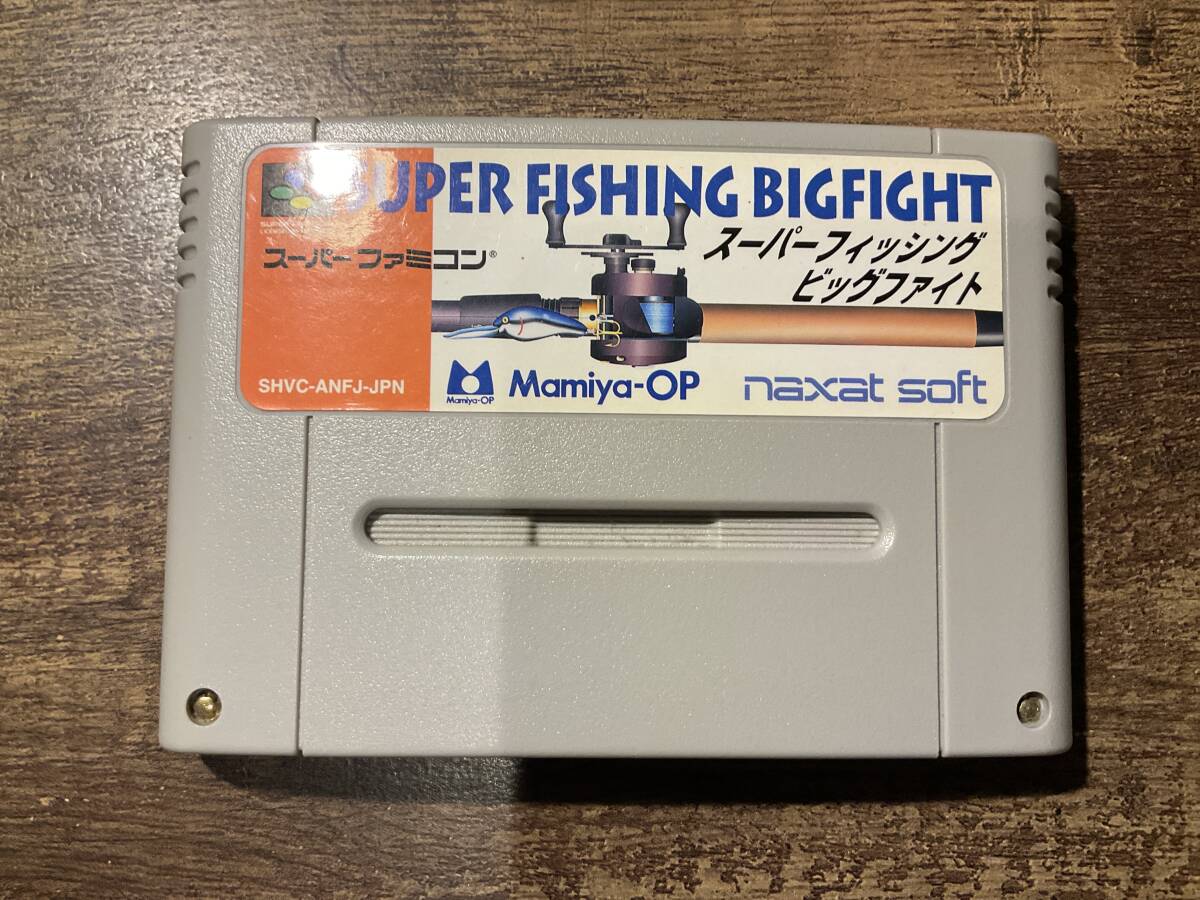 SUPER FISHING BIGFIGHT
スーパーファミコン®
スーパーフィッシング
ビッグファイト
SHVC-ANFJ-JPN
Mamiya-OP
Mamiya-OP
naxat soft